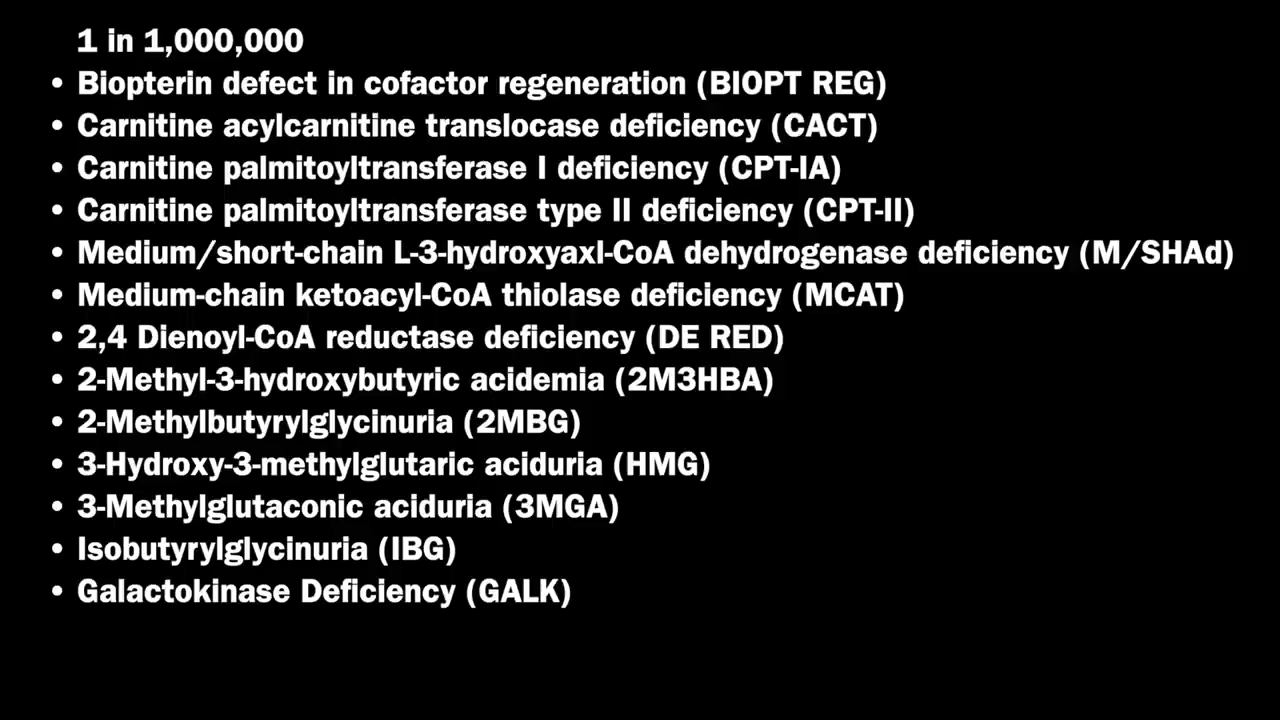 1 in 1,000,000
• Biopterin defect in cofactor regeneration (BIOPT REG)
• Carnitine acylcarnitine translocase deficiency (CACT)
• Carnitine palmitoyltransferase I deficiency (CPT-IA)
• Carnitine palmitoyltransferase type II deficiency (CPT-II)
• Medium/short-chain L-3-hydroxyaxl-CoA dehydrogenase deficiency (M/SHAd)
• Medium-chain ketoacyl-CoA thiolase deficiency (MCAT)
• 2,4 Dienoyl-CoA reductase deficiency (DE RED)
• 2-Methyl-3-hydroxybutyric acidemia (2M3HBA)
• 2-Methylbutyrylglycinuria (2MBG)
• 3-Hydroxy-3-methylglutaric aciduria (HMG)
• 3-Methylglutaconic aciduria (3MGA)
• Isobutyrylglycinuria (IBG)
• Galactokinase Deficiency (GALK)